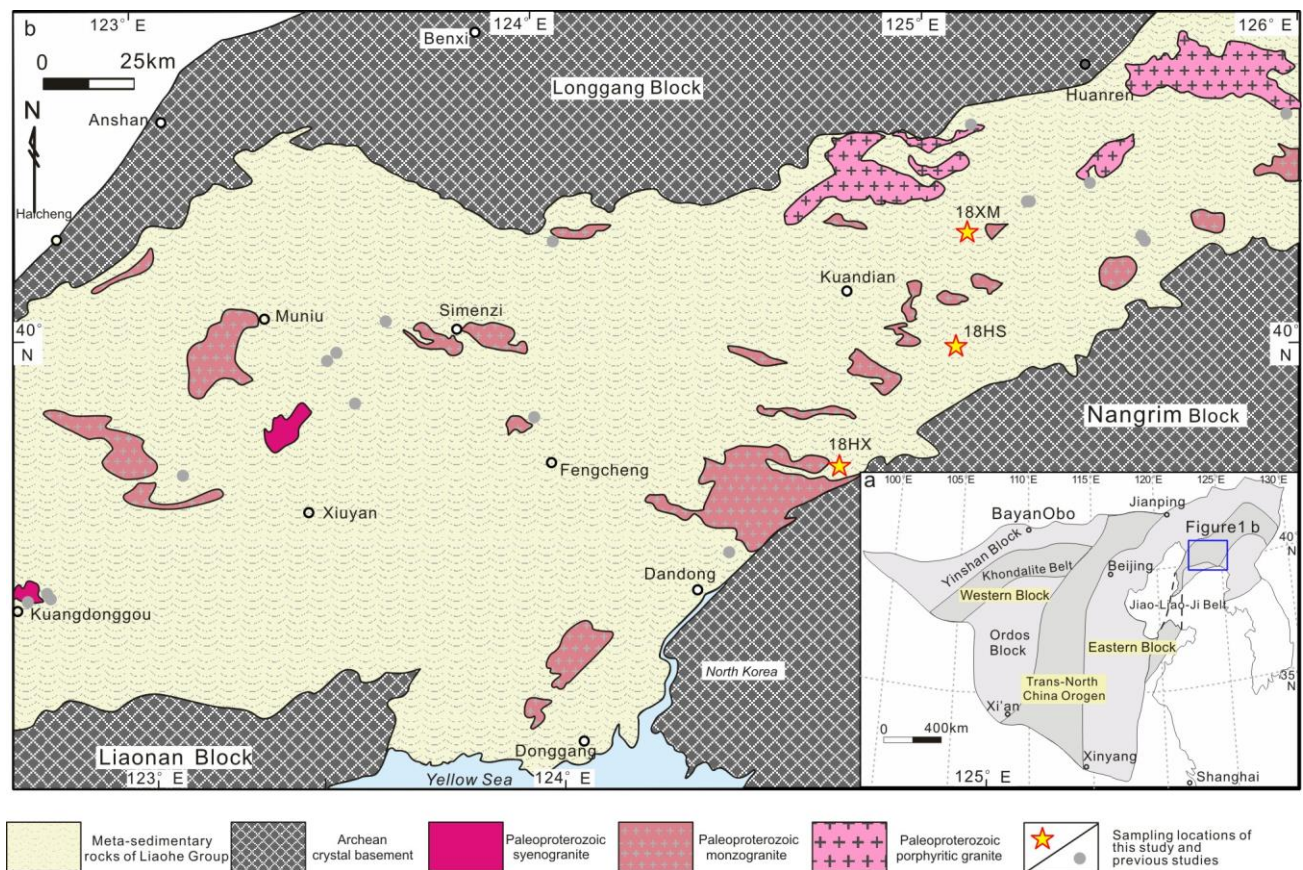 b
123° E
124° E
125° E
126° E
Benxi
0 25km
Longgang Block
Huanren
N
Anshan
Haicheng
18XM
Kuandian
Muniu
Simenzi
40°
N
18HS
40°
N
Nangrim Block
18HX
Fengcheng
Xiuyan
Dandong
Kuangdonggou
North Korea
Liaonan Block
Donggang
123° E
Yellow Sea
124° E
125° E
a
100°E
105°E
110°E
115°E
120°E
125°E
130°E
Jianping
BayanObo
Figure1 b
40°
N
Yinshan Block
Khondalite Belt
Beijing
Western Block
Jiao-Liao-Ji Belt
Ordos
Block
Eastern Block
Trans-North
China Orogen
35°
N
Xi'an
0 400km
Xinyang
Shanghai
Meta-sedimentary
rocks of Liaohe Group
Archean
crystal basement
Paleoproterozoic
syenogranite
Paleoproterozoic
monzogranite
Paleoproterozoic
porphyritic granite
Sampling locations of
this study and
previous studies